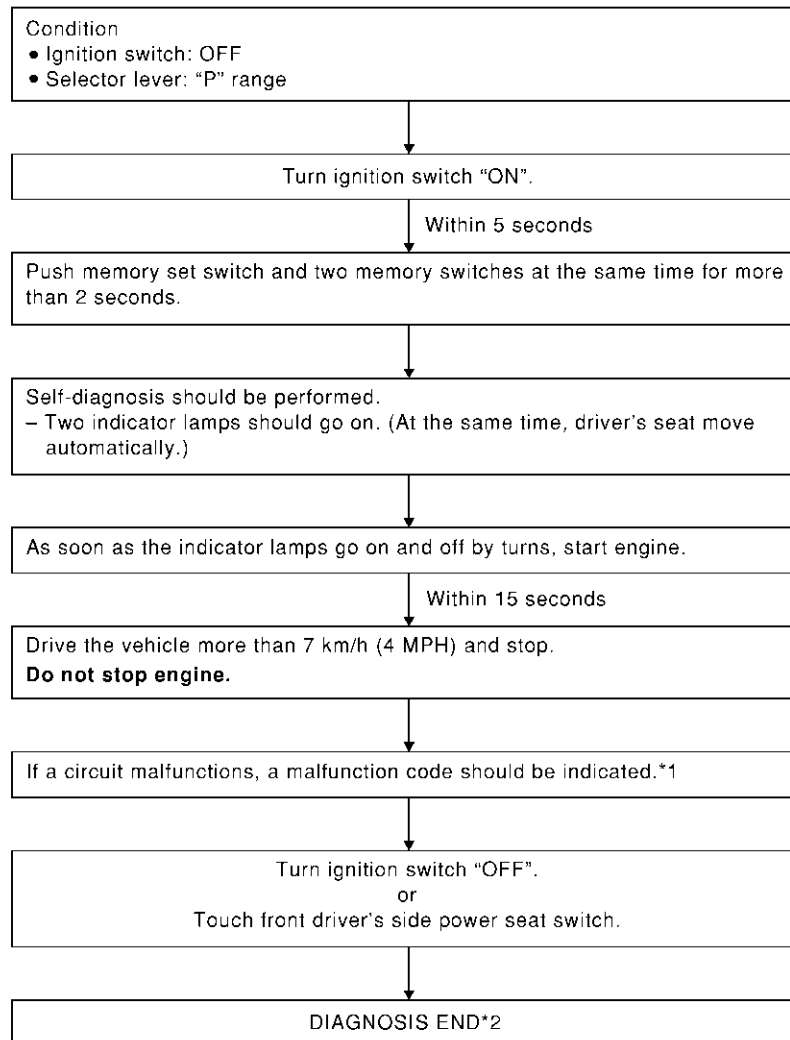 Condition
• Ignition switch: OFF
• Selector lever: “P” range
Turn ignition switch “ON”.
Within 5 seconds
Push memory set switch and two memory switches at the same time for more
than 2 seconds.
Self-diagnosis should be performed.
– Two indicator lamps should go on. (At the same time, driver’s seat move
automatically.)
As soon as the indicator lamps go on and off by turns, start engine.
Within 15 seconds
Drive the vehicle more than 7 km/h (4 MPH) and stop.
Do not stop engine.
If a circuit malfunctions, a malfunction code should be indicated.*1
Turn ignition switch “OFF”.
or
Touch front driver’s side power seat switch.
DIAGNOSIS END*2